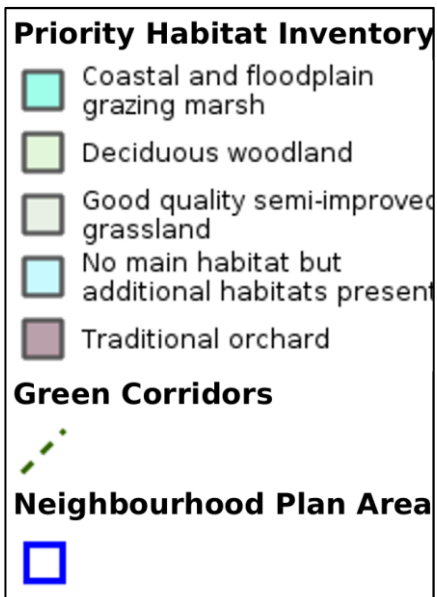 Priority Habitat Inventory
Coastal and floodplain
grazing marsh
Deciduous woodland
Good quality semi-improved
grassland
No main habitat but
additional habitats present
Traditional orchard
Green Corridors
Neighbourhood Plan Area